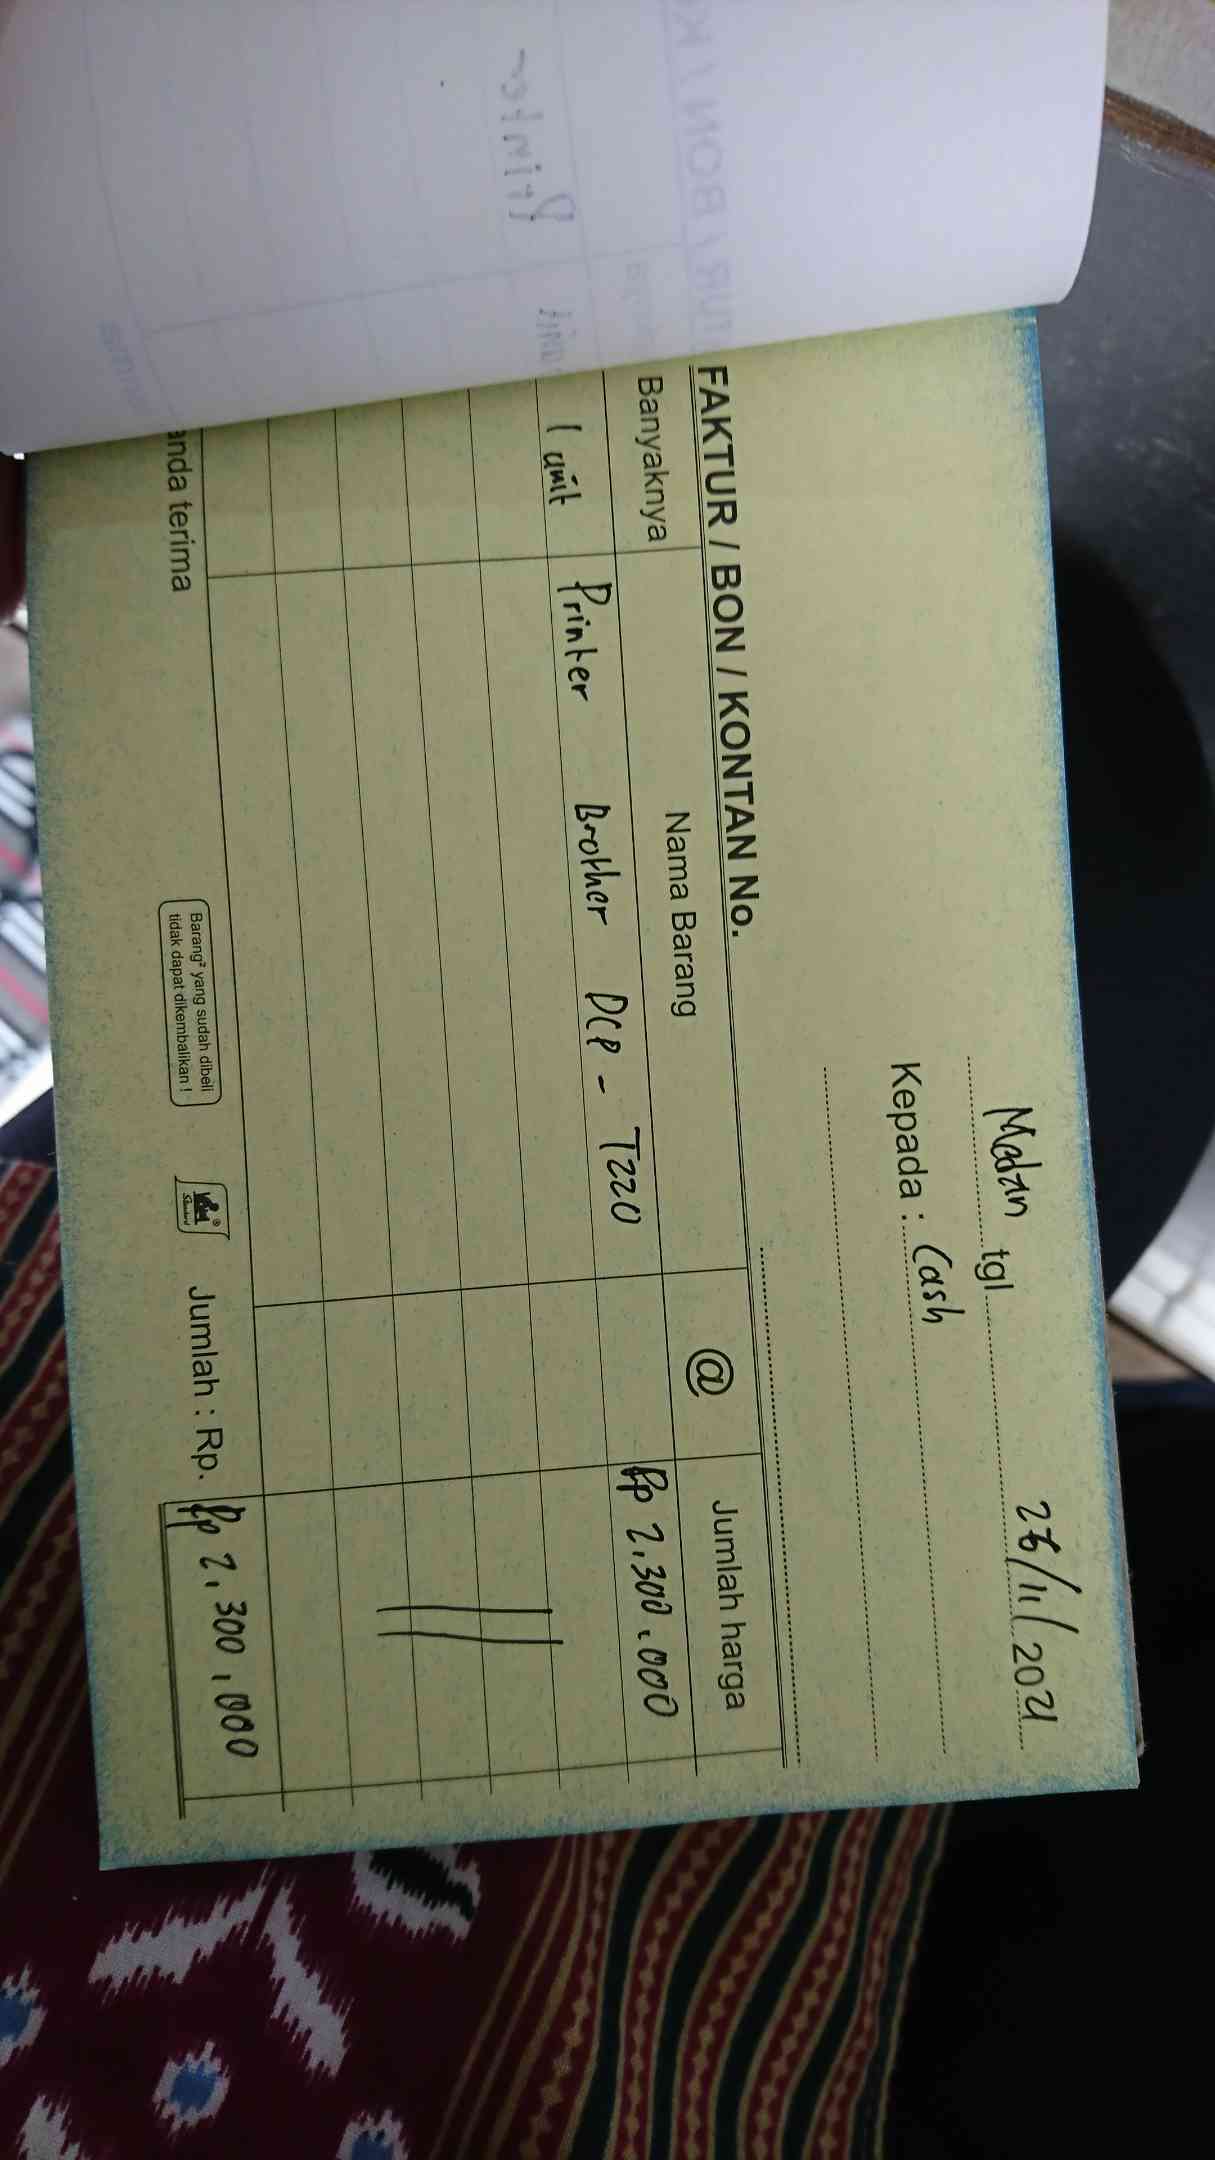 Medan tgl 26/11/2021
Kepada : Cash
FAKTUR / BON / KONTAN No.
Banyaknya Nama Barang @ Jumlah harga
1 unit Printer Brother DCP - T220 Rp 2.300.000
anda terima
Barang² yang sudah dibeli
tidak dapat dikembalikan !
Jumlah : Rp. Rp 2.300.000